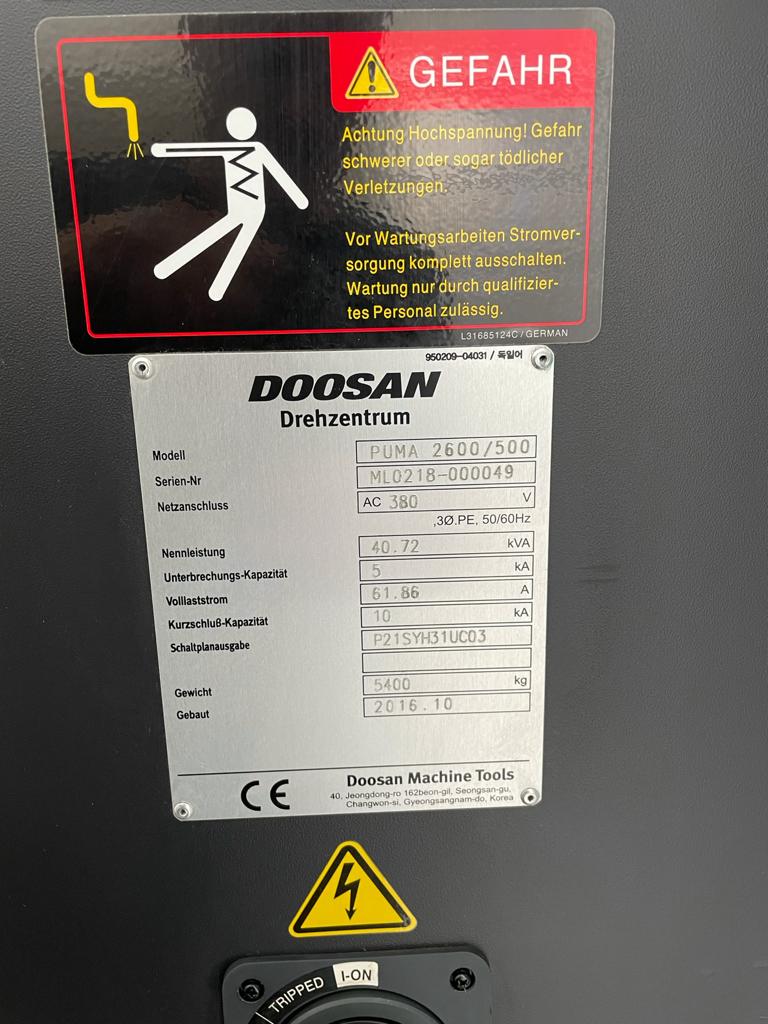 GEFAHR
Achtung Hochspannung! Gefahr
schwerer oder sogar tödlicher
Verletzungen.
Vor Wartungsarbeiten Stromver-
sorgung komplett ausschalten.
Wartung nur durch qualifizier-
tes Personal zulässig.
L31685124C / GERMAN
950209-04031 / 독일어
DOOSAN
Drehzentrum
Modell PUMA 2600/500
Serien-Nr ML0218-000049
Netzanschluss AC 380 V
,3Ø.PE, 50/60Hz
Nennleistung 40.72 kVA
Unterbrechungs-Kapazität 5 kA
Volllaststrom 61.86 A
Kurzschluß-Kapazität 10 kA
Schaltplanausgabe P21SYH31UC03
Gewicht 5400 kg
Gebaut 2016.10
CE
Doosan Machine Tools
40, Jeongdong-ro 162beon-gil, Seongsan-gu,
Changwon-si, Gyeongsangnam-do, Korea
TRIPPED I-ON